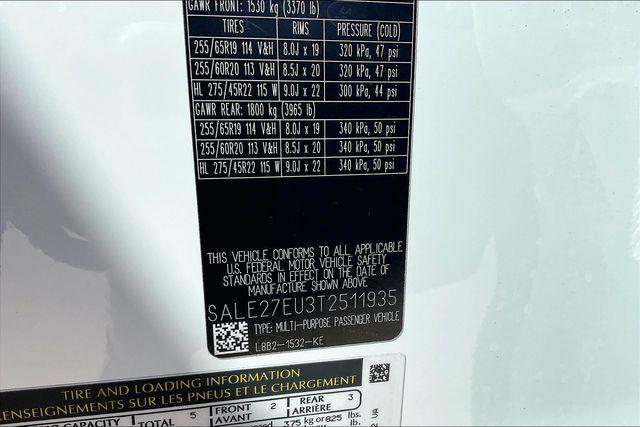 GAWR FRONT: 1530 kg (3370 lb)
TIRES RIMS PRESSURE (COLD)
255/65R19 114 V&H 8.0J x 19 320 kPa, 47 psi
255/60R20 113 V&H 8.5J x 20 320 kPa, 47 psi
HL 275/45R22 115 W 9.0J x 22 300 kPa, 44 psi
GAWR REAR: 1800 kg (3965 lb)
255/65R19 114 V&H 8.0J x 19 340 kPa, 50 psi
255/60R20 113 V&H 8.5J x 20 340 kPa, 50 psi
HL 275/45R22 115 W 9.0J x 22 340 kPa, 50 psi
THIS VEHICLE CONFORMS TO ALL APPLICABLE
U.S. FEDERAL MOTOR VEHICLE SAFETY
STANDARDS IN EFFECT ON THE DATE OF
MANUFACTURE SHOWN ABOVE
SALE27EU3T2511935
TYPE: MULTI-PURPOSE PASSENGER VEHICLE
L8B2-1532-KE
TIRE AND LOADING INFORMATION
RENSEIGNEMENTS SUR LES PNEUS ET LE CHARGEMENT
CAPACITY TOTAL 5 FRONT 2 REAR 3
AVANT ARRIÈRE
375 kg or 825 lbs.